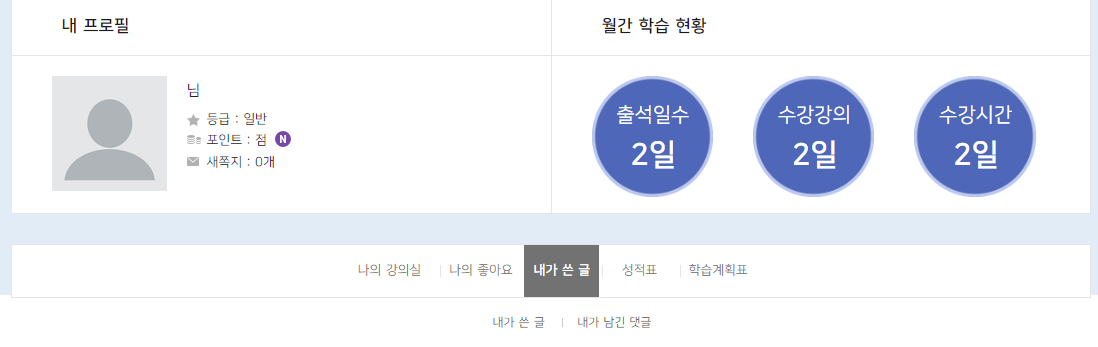 내 프로필
월간 학습 현황
님
등급 : 일반
포인트 : 점 N
새쪽지 : 0개
출석일수
2일
수강강의
2일
수강시간
2일
나의 강의실 | 나의 좋아요 내가 쓴 글 | 성적표 | 학습계획표
내가 쓴 글 | 내가 남긴 댓글